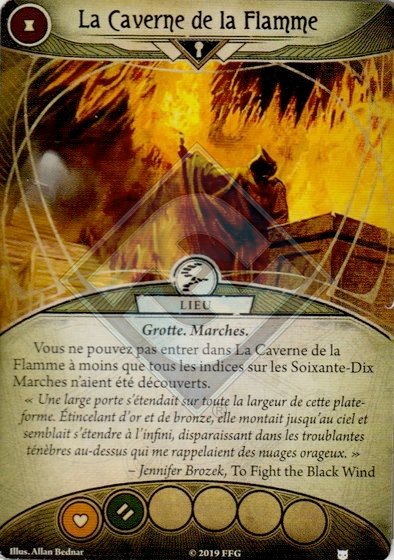 La Caverne de la Flamme
LIEU
Grotte. Marches.
Vous ne pouvez pas entrer dans La Caverne de la
Flamme à moins que tous les indices sur les Soixante-Dix
Marches n'aient été découverts.
« Une large porte s'étendait sur toute la largeur de cette plate-
forme. Étincelant d'or et de bronze, elle montait jusqu'au ciel et
semblait s'étendre à l'infini, disparaissant dans les troublantes
ténèbres au-dessus qui me rappelaient des nuages orageux. »
– Jennifer Brozek, To Fight the Black Wind
Illus. Allan Bednar
© 2019 FFG
®